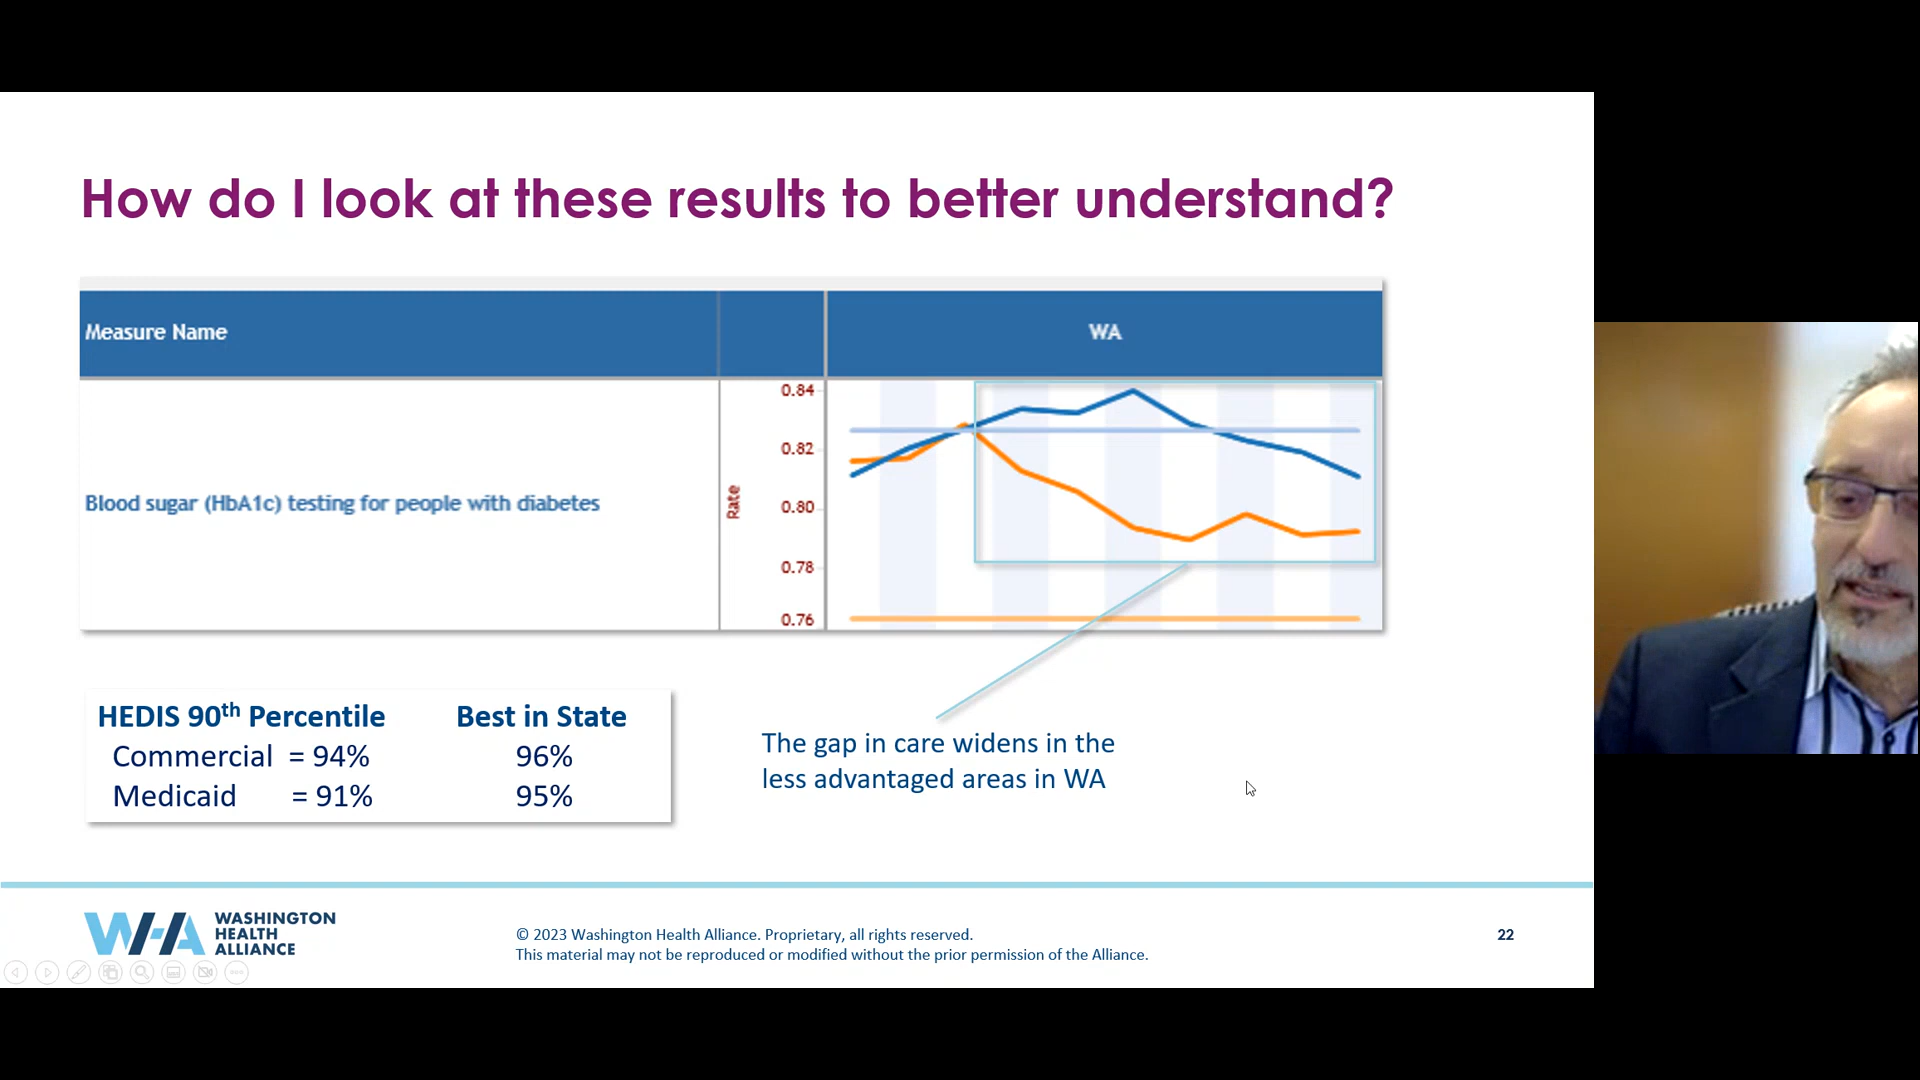 How do I look at these results to better understand?
Measure Name
WA
Blood sugar (HbA1c) testing for people with diabetes
Rate
0.84
0.82
0.80
0.78
0.76
HEDIS 90th Percentile Best in State
Commercial = 94% 96%
Medicaid = 91% 95%
The gap in care widens in the
less advantaged areas in WA
WHA
WASHINGTON
HEALTH
ALLIANCE
© 2023 Washington Health Alliance. Proprietary, all rights reserved.
This material may not be reproduced or modified without the prior permission of the Alliance.
22